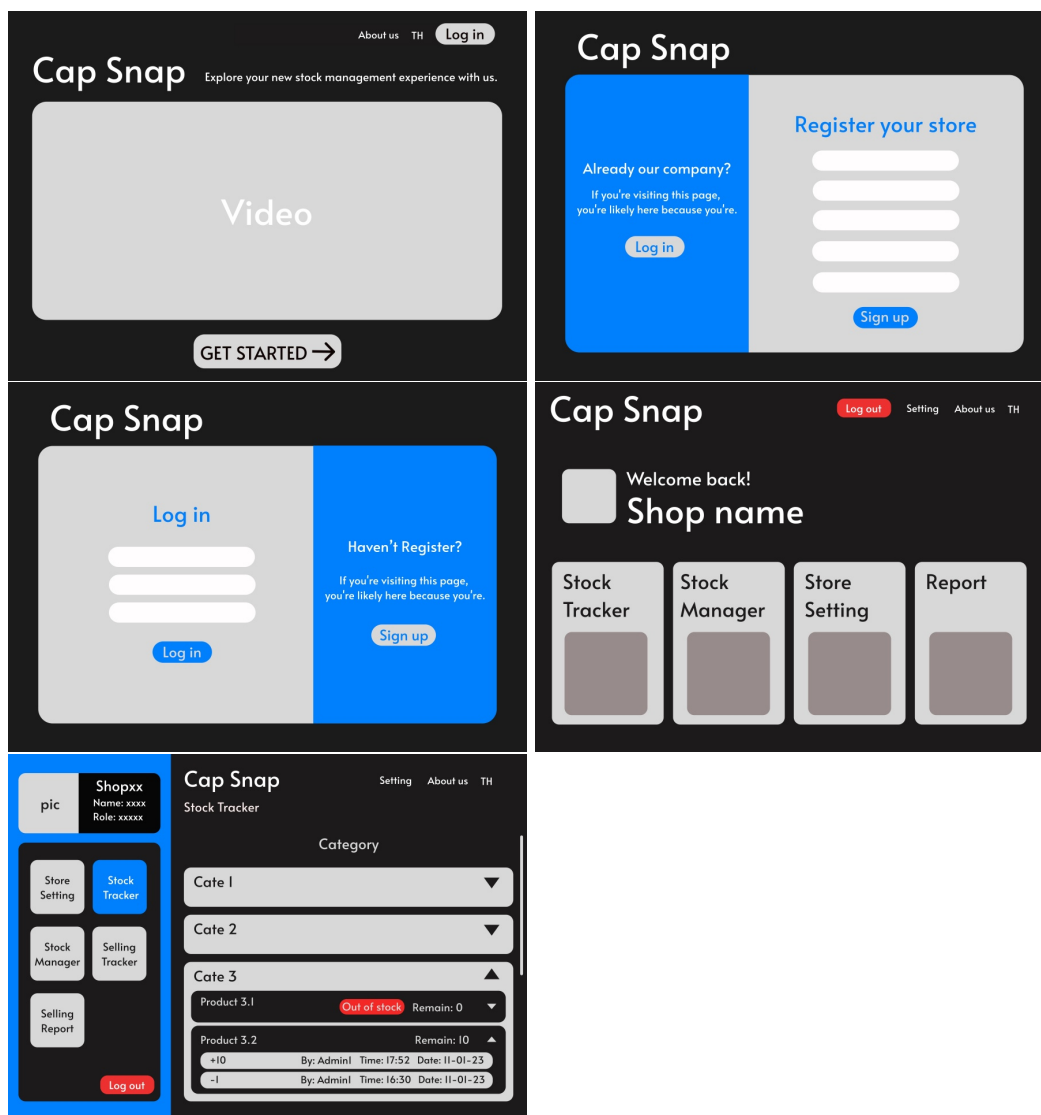 About us TH Log in
Cap Snap Explore your new stock management experience with us.
Video
GET STARTED
Cap Snap
Already our company?
If you're visiting this page,
you're likely here because you're.
Log in
Register your store
Sign up
Cap Snap
Log in
Log in
Haven't Register?
If you're visiting this page,
you're likely here because you're.
Sign up
Cap Snap Log out Setting About us TH
Welcome back!
Shop name
Stock
Tracker
Stock
Manager
Store
Setting
Report
pic
Shopxx
Name: xxxx
Role: xxxxx
Store
Setting
Stock
Tracker
Stock
Manager
Selling
Tracker
Selling
Report
Log out
Cap Snap Setting About us TH
Stock Tracker
Category
Cate 1
Cate 2
Cate 3
Product 3.1 Out of stock Remain: 0
Product 3.2 Remain: 10
+10 By: Admin1 Time: 17:52 Date: 11-01-23
-1 By: Admin1 Time: 16:30 Date: 11-01-23